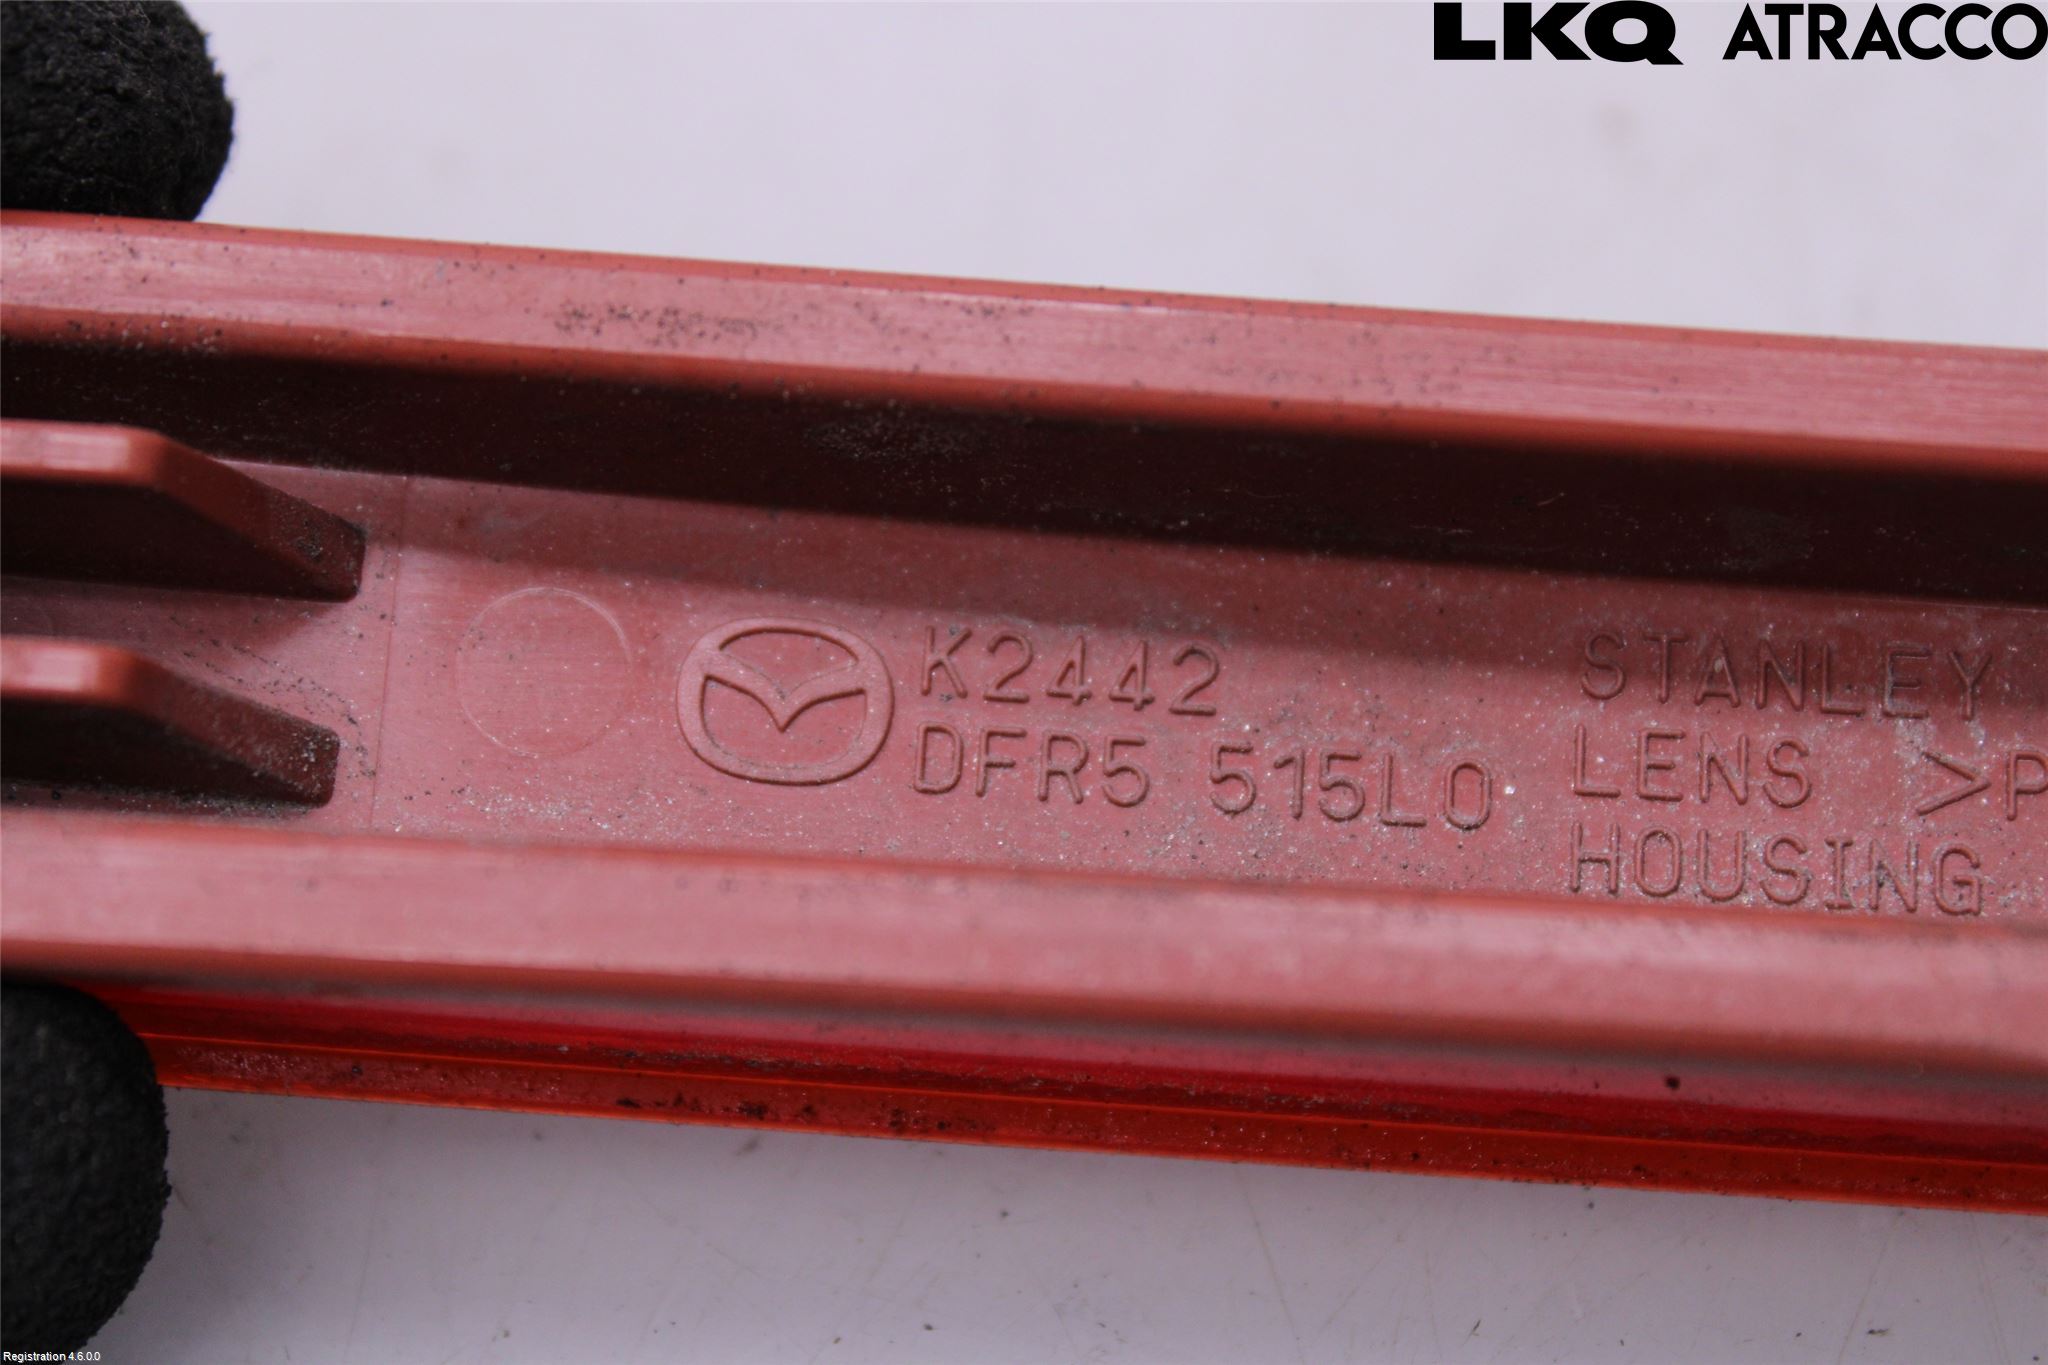 LKQ ATRACCO
K2442
DFR5 515L0
STANLEY
LENS >P
HOUSING
Registration 4.6.0.0